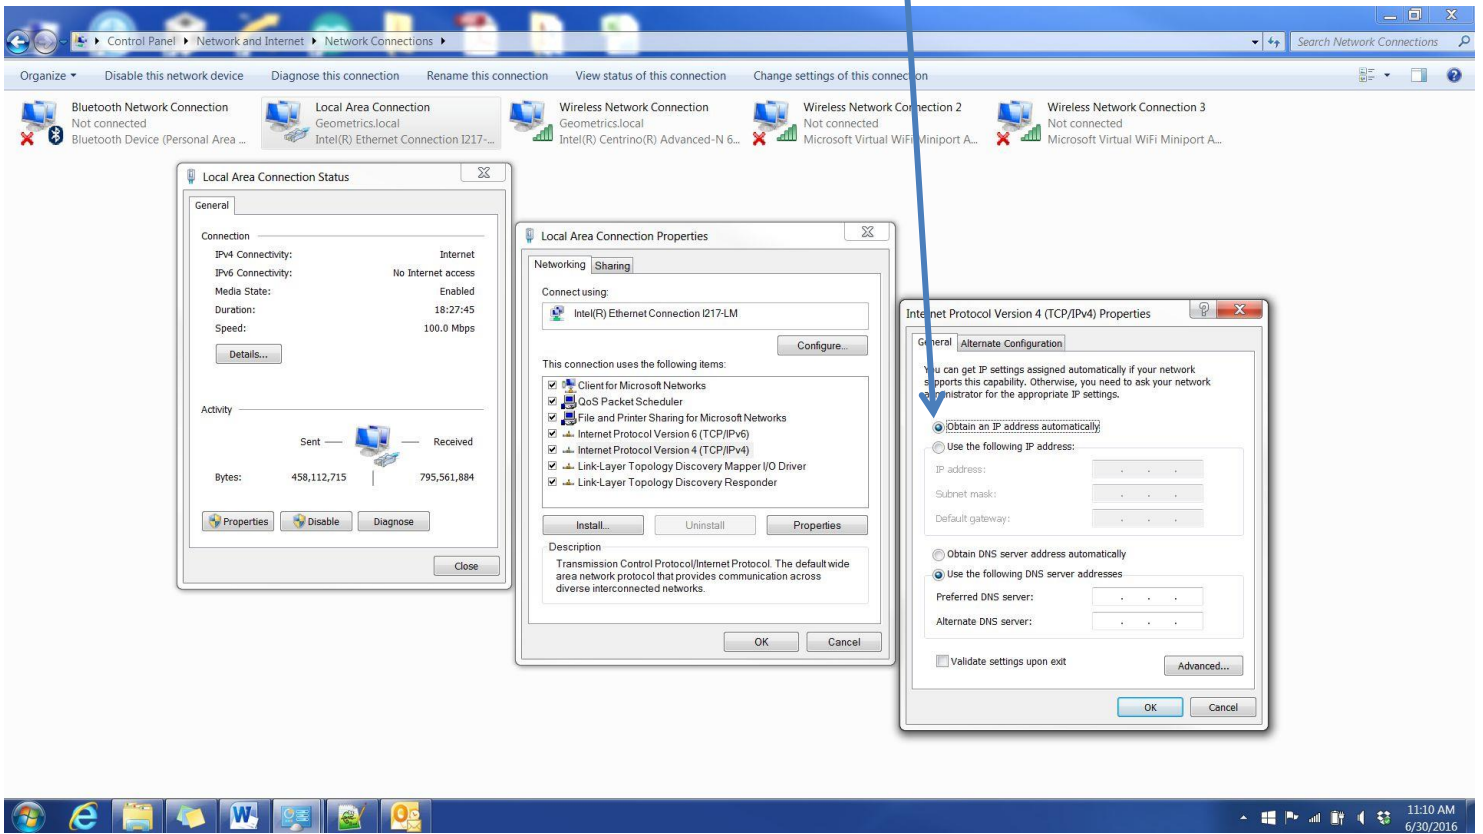 Control Panel Network and Internet Network Connections
Search Network Connections
Organize Disable this network device Diagnose this connection Rename this connection View status of this connection Change settings of this connection
Bluetooth Network Connection
Not connected
Bluetooth Device (Personal Area ...
Local Area Connection
Geometrics.local
Intel(R) Ethernet Connection I217-...
Wireless Network Connection
Geometrics.local
Intel(R) Centrino(R) Advanced-N 6...
Wireless Network Connection 2
Not connected
Microsoft Virtual WiFi Miniport A...
Wireless Network Connection 3
Not connected
Microsoft Virtual WiFi Miniport A...
Local Area Connection Status
General
Connection
IPv4 Connectivity: Internet
IPv6 Connectivity: No Internet access
Media State: Enabled
Duration: 18:27:45
Speed: 100.0 Mbps
Details...
Activity
Sent Received
Bytes: 458,112,715 795,561,884
Properties Disable Diagnose
Close
Local Area Connection Properties
Networking Sharing
Connect using:
Intel(R) Ethernet Connection I217-LM
Configure...
This connection uses the following items:
Client for Microsoft Networks
QoS Packet Scheduler
File and Printer Sharing for Microsoft Networks
Internet Protocol Version 6 (TCP/IPv6)
Internet Protocol Version 4 (TCP/IPv4)
Link-Layer Topology Discovery Mapper I/O Driver
Link-Layer Topology Discovery Responder
Install... Uninstall Properties
Description
Transmission Control Protocol/Internet Protocol. The default wide
area network protocol that provides communication across
diverse interconnected networks.
OK Cancel
Internet Protocol Version 4 (TCP/IPv4) Properties
General Alternate Configuration
You can get IP settings assigned automatically if your network
supports this capability. Otherwise, you need to ask your network
administrator for the appropriate IP settings.
Obtain an IP address automatically
Use the following IP address:
IP address:
Subnet mask:
Default gateway:
Obtain DNS server address automatically
Use the following DNS server addresses
Preferred DNS server:
Alternate DNS server:
Validate settings upon exit
Advanced...
OK Cancel
11:10 AM
6/30/2016